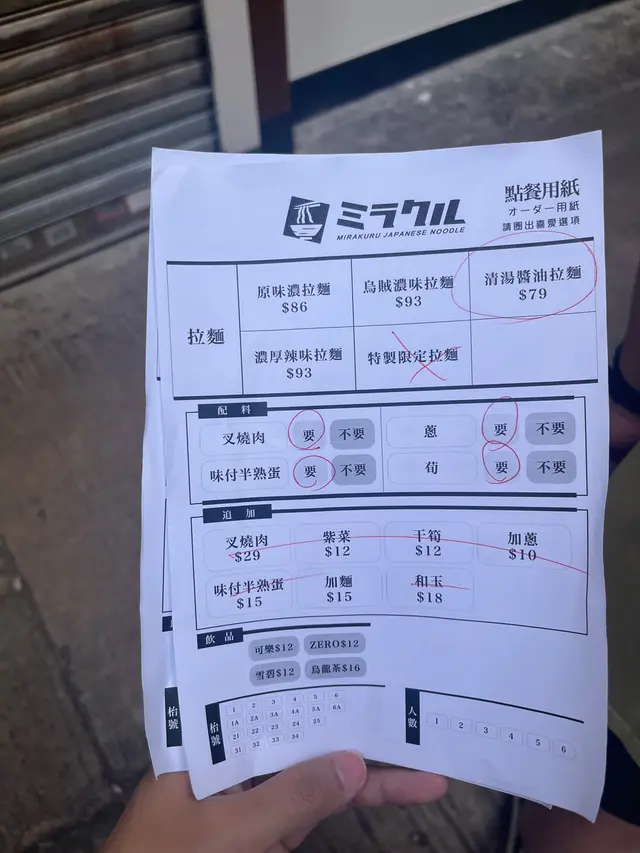 ミラクル
MIRAKURU JAPANESE NOODLE
點餐用紙
オーダー用紙
請圈出喜愛選項
拉麵
原味濃拉麵
$86
烏賊濃味拉麵
$93
清湯醬油拉麵
$79
濃厚辣味拉麵
$93
特製限定拉麵
配料
叉燒肉 要 不要
蔥 要 不要
味付半熟蛋 要 不要
荀 要 不要
追加
叉燒肉
$29
紫菜
$12
干筍
$12
加蔥
$10
味付半熟蛋
$15
加麵
$15
和玉
$18
飲品
可樂$12 ZERO$12
雪碧$12 烏龍茶$16
枱號
1 2 3 4 5 6
1A 2A 3A 4A 5A 6A
21 22 23 24 25
31 32 33 34
人數
1 2 3 4 5 6
枱號